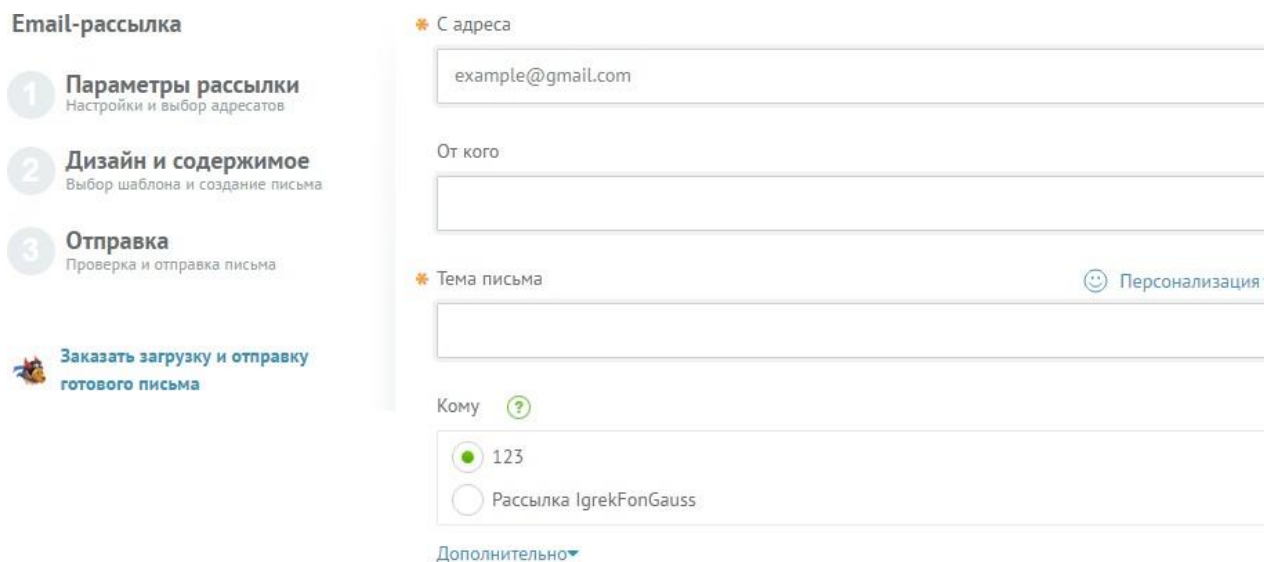 Email-рассылка
1
Параметры рассылки
Настройки и выбор адресатов
2
Дизайн и содержимое
Выбор шаблона и создание письма
3
Отправка
Проверка и отправка письма
Заказать загрузку и отправку
готового письма
* С адреса
example@gmail.com
От кого
* Тема письма
Персонализация
Кому ?
123
Рассылка IgrekFonGauss
Дополнительно